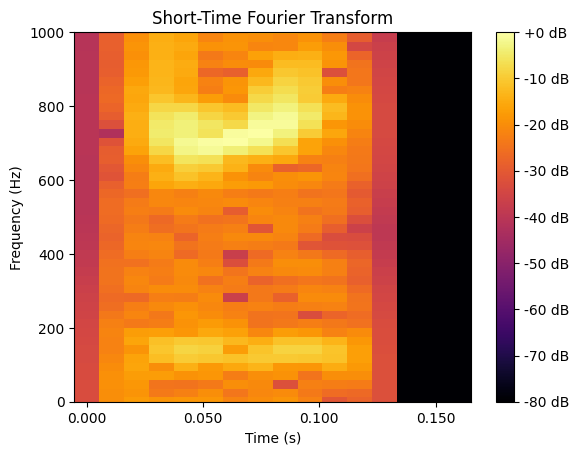 Short-Time Fourier Transform
1000
800
600
400
200
0
Frequency (Hz)
0.000
0.050
0.100
0.150
Time (s)
+0 dB
-10 dB
-20 dB
-30 dB
-40 dB
-50 dB
-60 dB
-70 dB
-80 dB